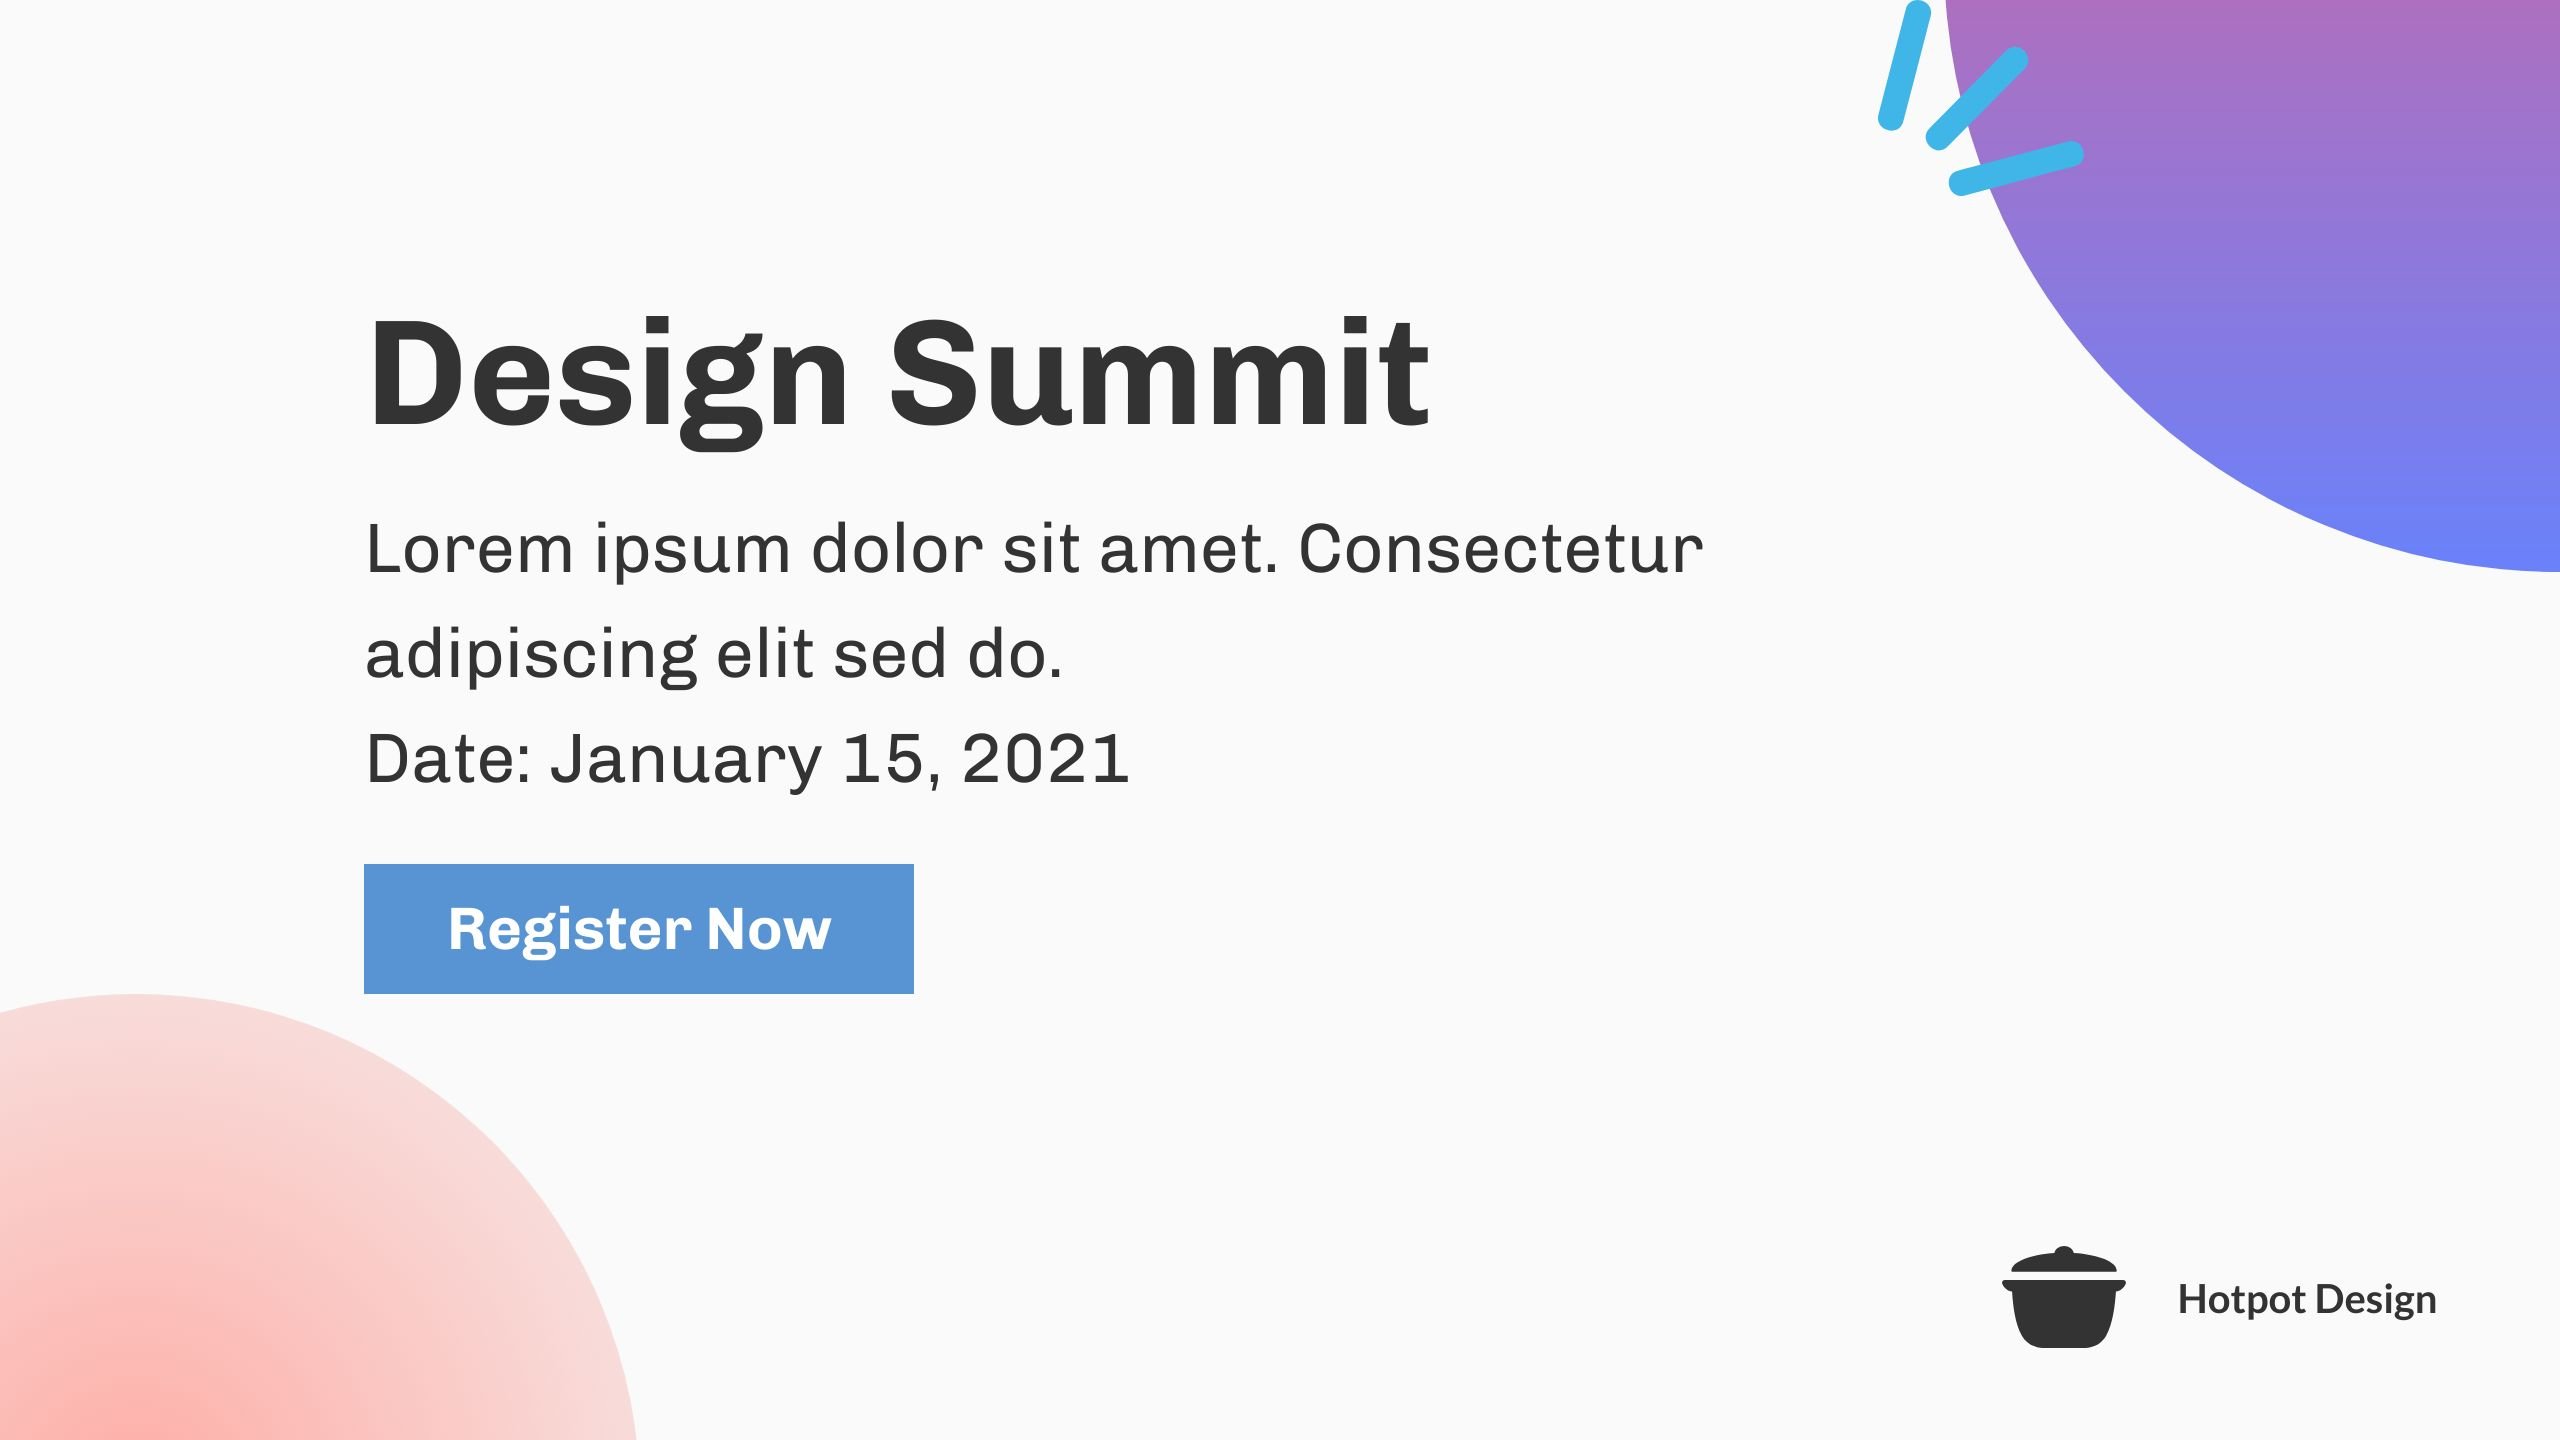 Design Summit
Lorem ipsum dolor sit amet. Consectetur
adipiscing elit sed do.
Date: January 15, 2021
Register Now
Hotpot Design